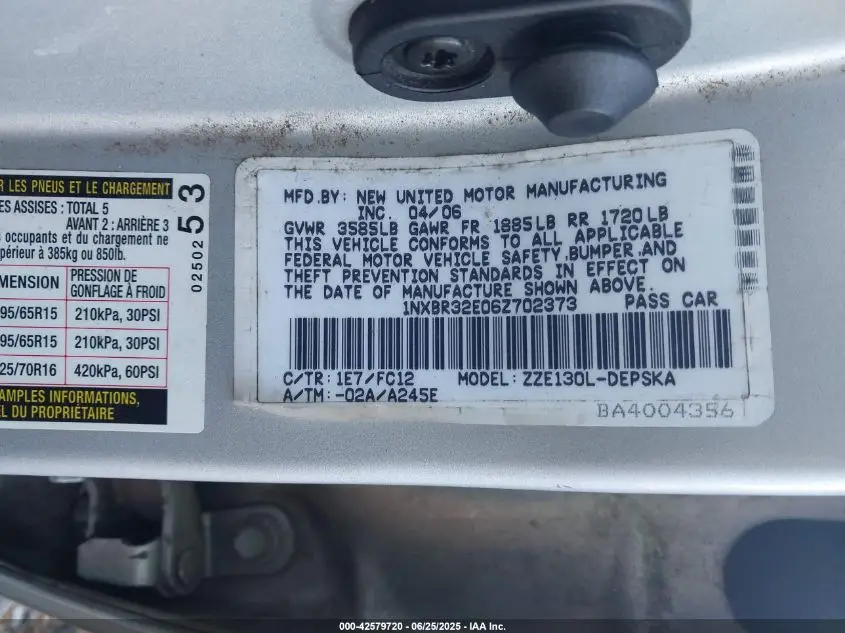 R LES PNEUS ET LE CHARGEMENT
ES ASSISES : TOTAL 5
AVANT 2 : ARRIÈRE 3
occupants et du chargement ne
périeur à 385kg ou 850lb.
MENSION PRESSION DE GONFLAGE À FROID
95/65R15 210kPa, 30PSI
95/65R15 210kPa, 30PSI
25/70R16 420kPa, 60PSI
AMPLES INFORMATIONS,
EL DU PROPRIÉTAIRE
02502 53
MFD.BY: NEW UNITED MOTOR MANUFACTURING
INC. 04/06
GVWR 3585LB GAWR FR 1885LB RR 1720LB
THIS VEHICLE CONFORMS TO ALL APPLICABLE
FEDERAL MOTOR VEHICLE SAFETY,BUMPER,AND
THEFT PREVENTION STANDARDS IN EFFECT ON
THE DATE OF MANUFACTURE SHOWN ABOVE.
1NXBR32E06Z702373 PASS CAR
C/TR: 1E7/FC12 MODEL: ZZE130L-DEPSKA
A/TM: -02A/A245E
BA4004356
000-42579720 — 06/25/2025 — IAA Inc.